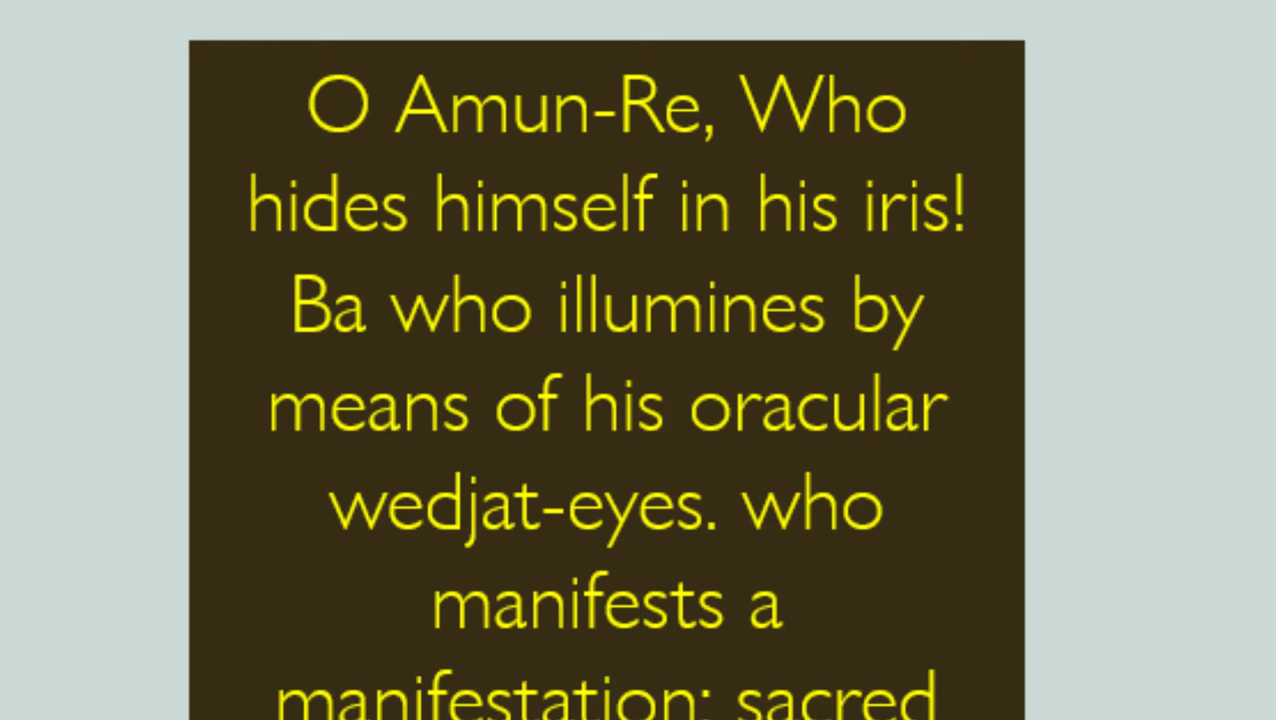 O Amun-Re, Who
hides himself in his iris!
Ba who illumines by
means of his oracular
wedjat-eyes. who
manifests a
manifestation: sacred